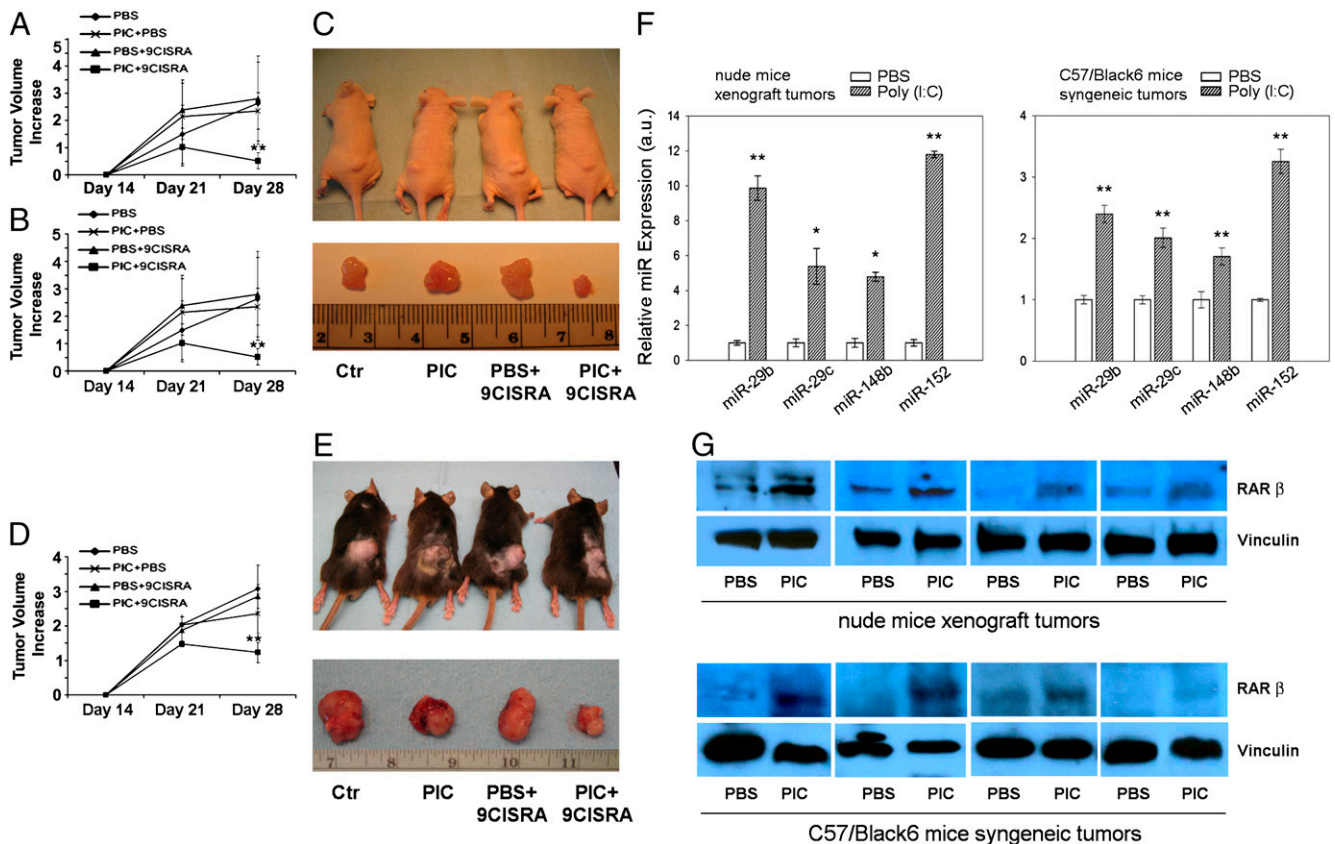 A
PBS
PIC+PBS
PBS+9CISRA
PIC+9CISRA
Tumor Volume
Increase
5
4
3
2
1
0
**
Day 14 Day 21 Day 28
B
PBS
PIC+PBS
PBS+9CISRA
PIC+9CISRA
Tumor Volume
Increase
5
4
3
2
1
0
**
Day 14 Day 21 Day 28
C
2 3 4 5 6 7 8
Ctr PIC PBS+ PIC+
9CISRA 9CISRA
D
PBS
PIC+PBS
PBS+9CISRA
PIC+9CISRA
Tumor Volume
Increase
4
3
2
1
0
**
Day 14 Day 21 Day 28
E
7 8 9 10 11
Ctr PIC PBS+ PIC+
9CISRA 9CISRA
F
nude mice
xenograft tumors
PBS
Poly (I:C)
Relative miR Expression (a.u.)
14
12
10
8
6
4
2
0
** * * **
miR-29b miR-29c miR-148b miR-152
C57/Black6 mice
syngeneic tumors
PBS
Poly (I:C)
4
3
2
1
0
** ** ** **
miR-29b miR-29c miR-148b miR-152
G
RAR β
Vinculin
PBS PIC PBS PIC PBS PIC PBS PIC
nude mice xenograft tumors
RAR β
Vinculin
PBS PIC PBS PIC PBS PIC PBS PIC
C57/Black6 mice syngeneic tumors